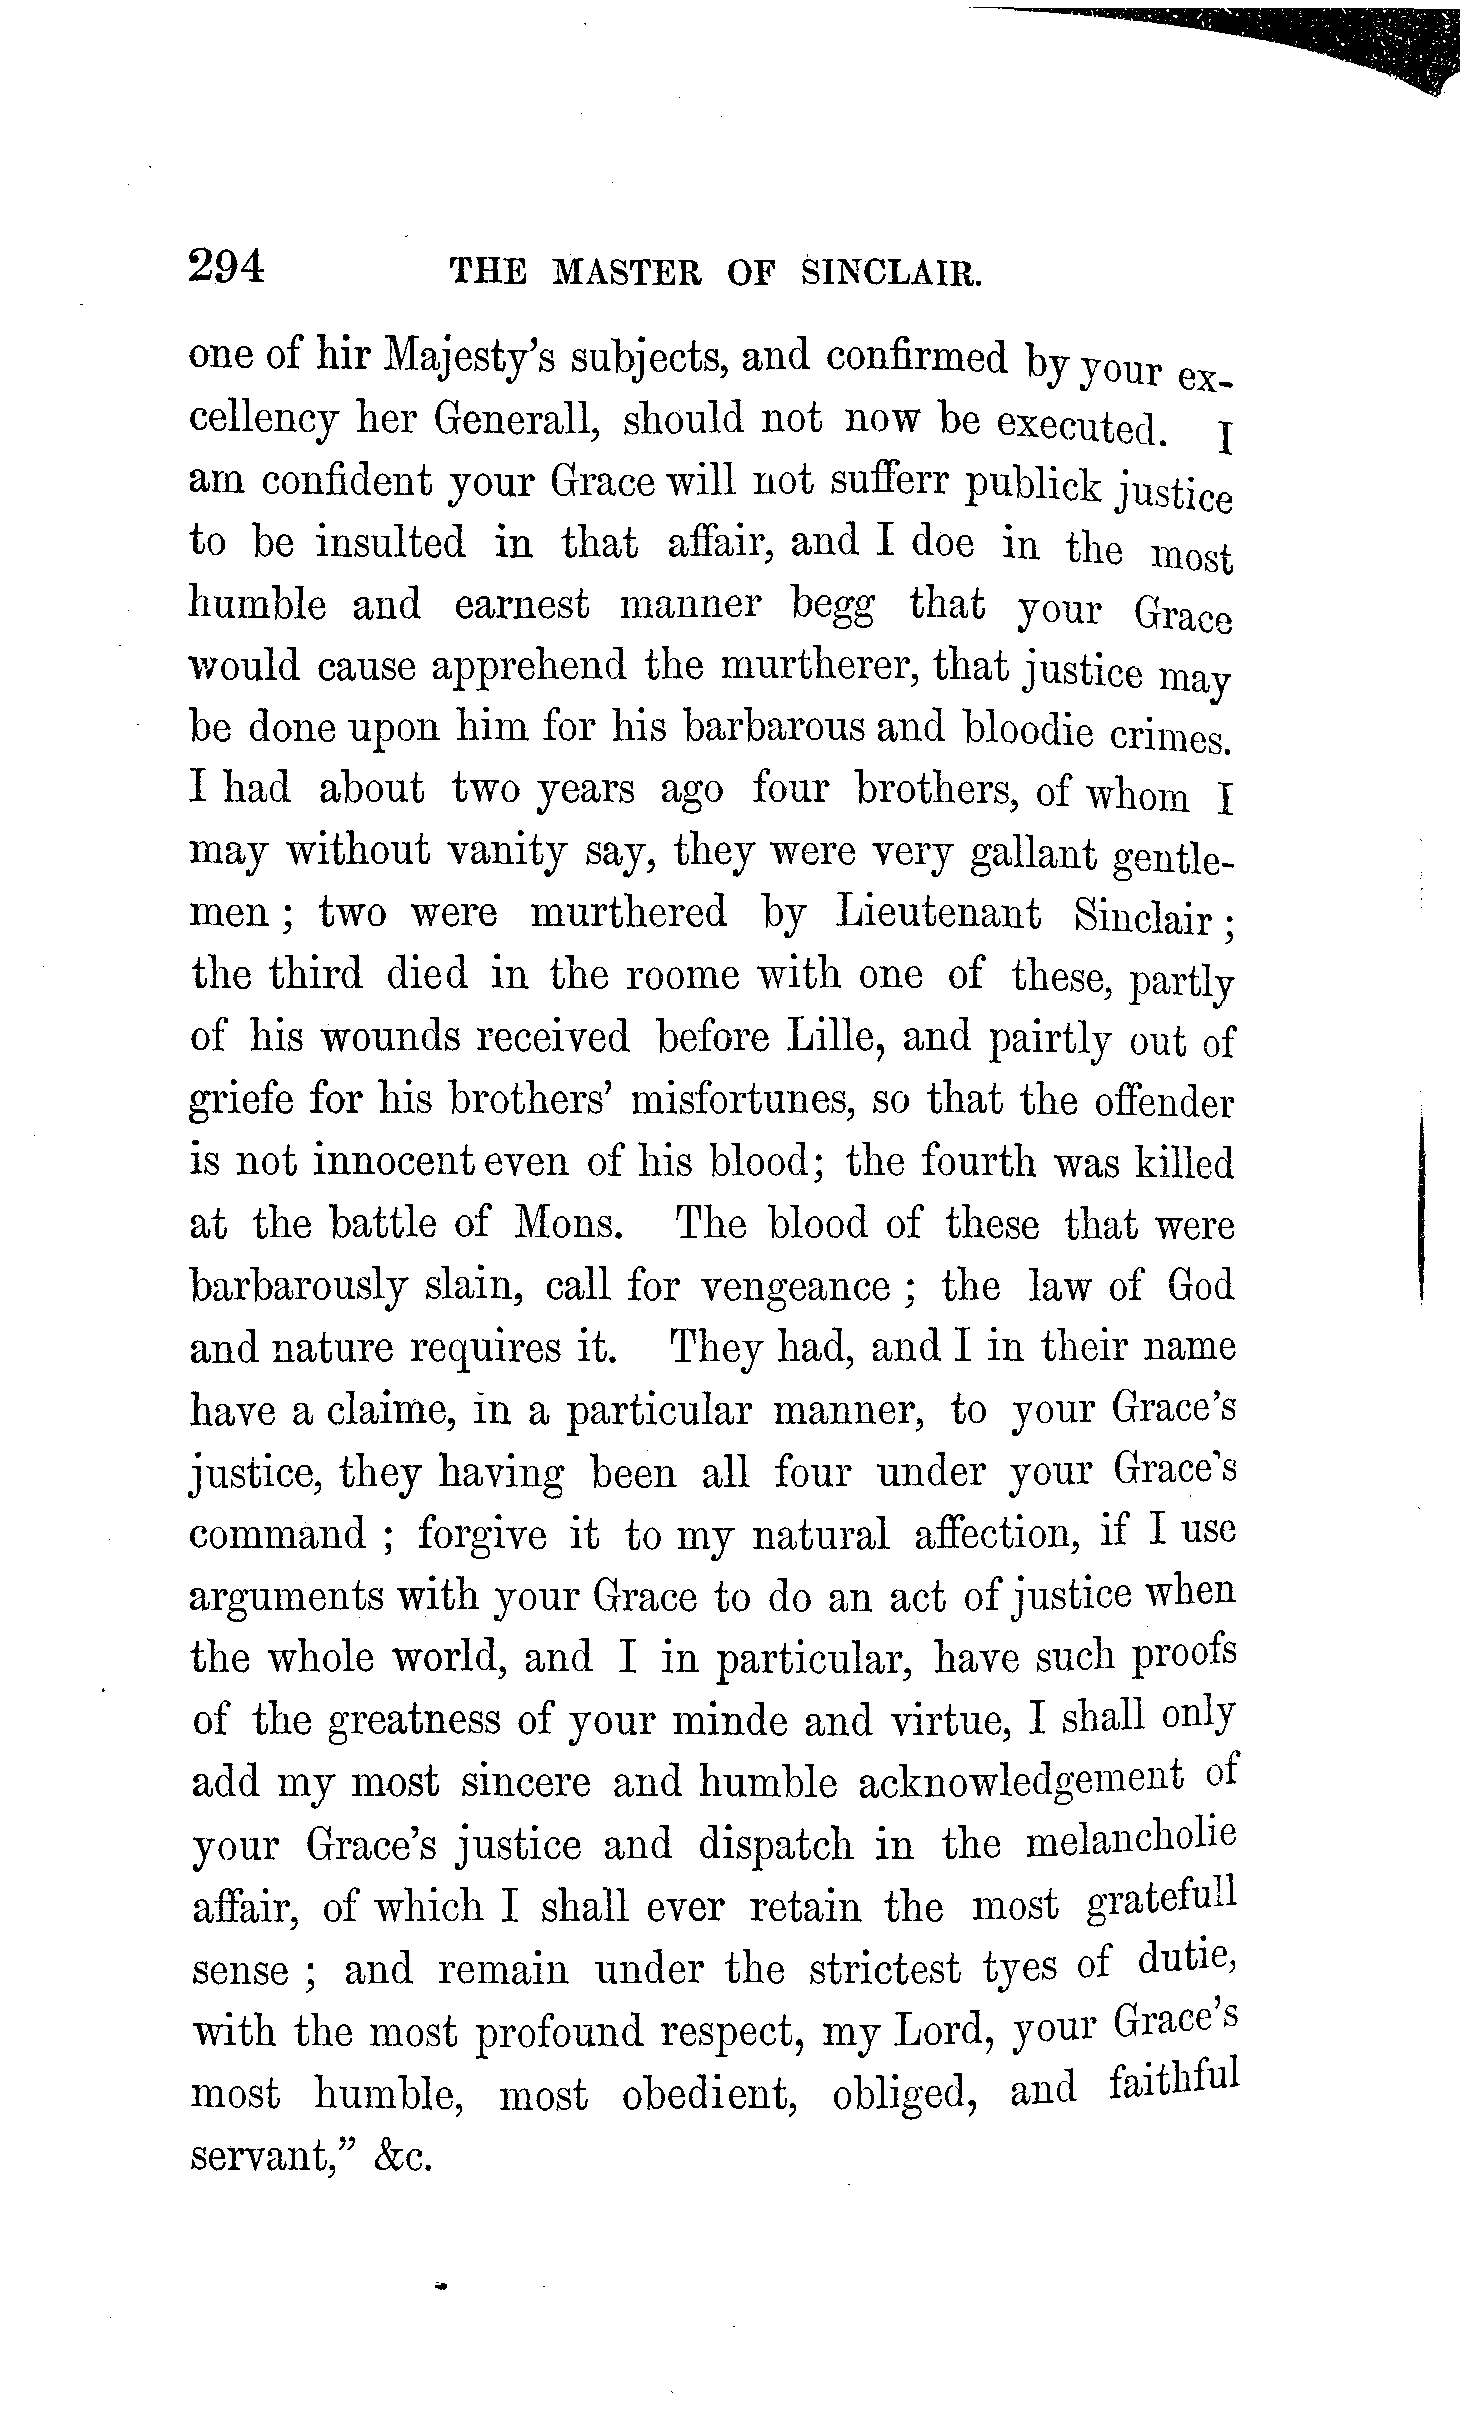 294 THE MASTER OF SINCLAIR.
one of hir Majesty's subjects, and confirmed by your ex-
cellency her Generall, should not now be executed. I
am confident your Grace will not sufferr publick justice
to be insulted in that affair, and I doe in the most
humble and earnest manner begg that your Grace
would cause apprehend the murtherer, that justice may
be done upon him for his barbarous and bloodie crimes.
I had about two years ago four brothers, of whom I
may without vanity say, they were very gallant gentle-
men ; two were murthered by Lieutenant Sinclair ;
the third died in the roome with one of these, partly
of his wounds received before Lille, and pairtly out of
griefe for his brothers' misfortunes, so that the offender
is not innocent even of his blood; the fourth was killed
at the battle of Mons. The blood of these that were
barbarously slain, call for vengeance ; the law of God
and nature requires it. They had, and I in their name
have a claime, in a particular manner, to your Grace's
justice, they having been all four under your Grace's
command ; forgive it to my natural affection, if I use
arguments with your Grace to do an act of justice when
the whole world, and I in particular, have such proofs
of the greatness of your minde and virtue, I shall only
add my most sincere and humble acknowledgement of
your Grace's justice and dispatch in the melancholie
affair, of which I shall ever retain the most gratefull
sense ; and remain under the strictest tyes of dutie,
with the most profound respect, my Lord, your Grace's
most humble, most obedient, obliged, and faithful
servant," &c.